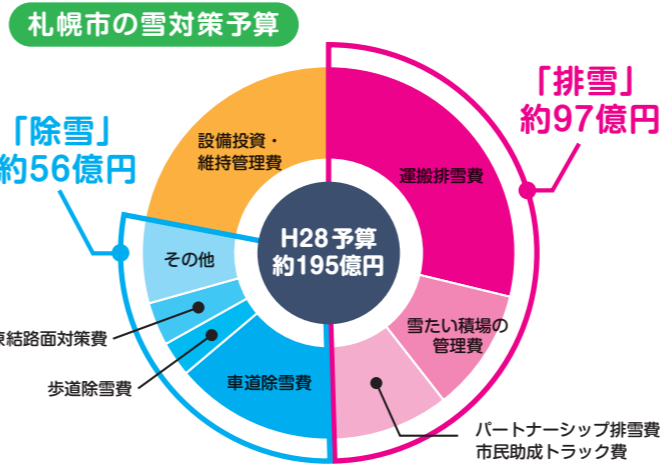 札幌市の雪対策予算
「排雪」
約97億円
「除雪」
約56億円
設備投資・
維持管理費
運搬排雪費
H28予算
約195億円
その他
雪たい積場の
管理費
結路面対策費
歩道除雪費
車道除雪費
パートナーシップ排雪費
市民助成トラック費